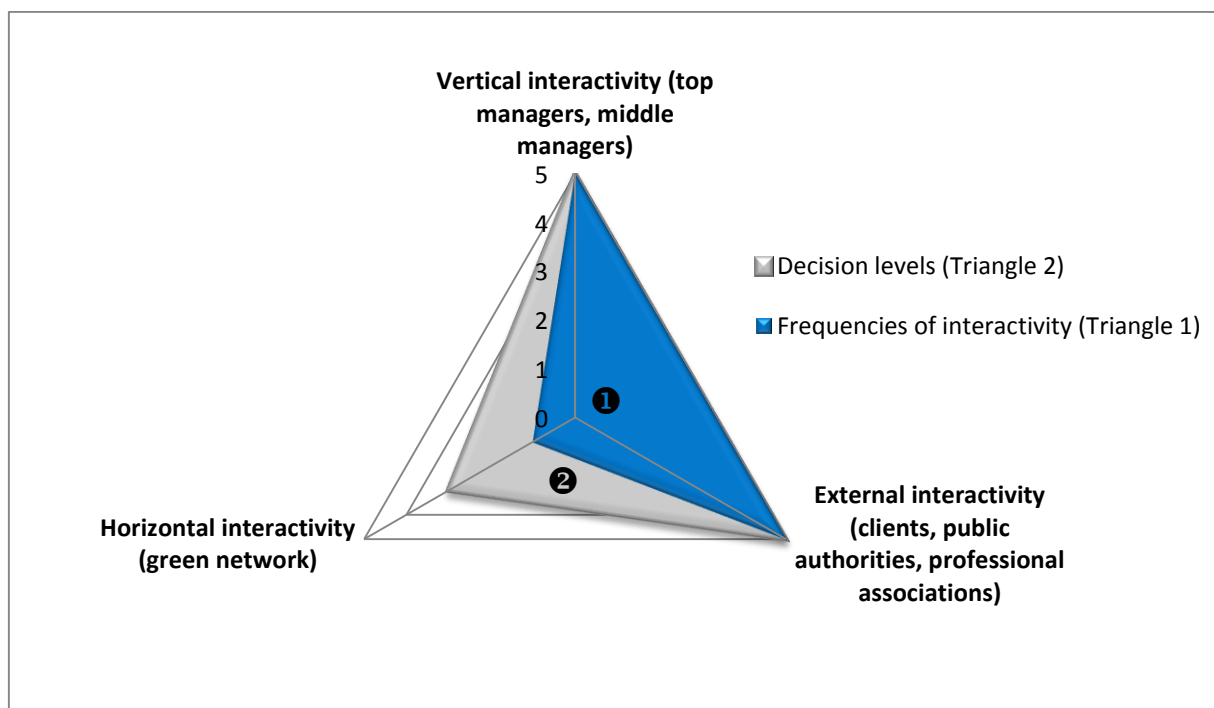 Vertical interactivity (top
managers, middle
managers)
5
4
3
2
1
0
❶
❷
Decision levels (Triangle 2)
Frequencies of interactivity (Triangle 1)
External interactivity
(clients, public
authorities, professional
associations)
Horizontal interactivity
(green network)